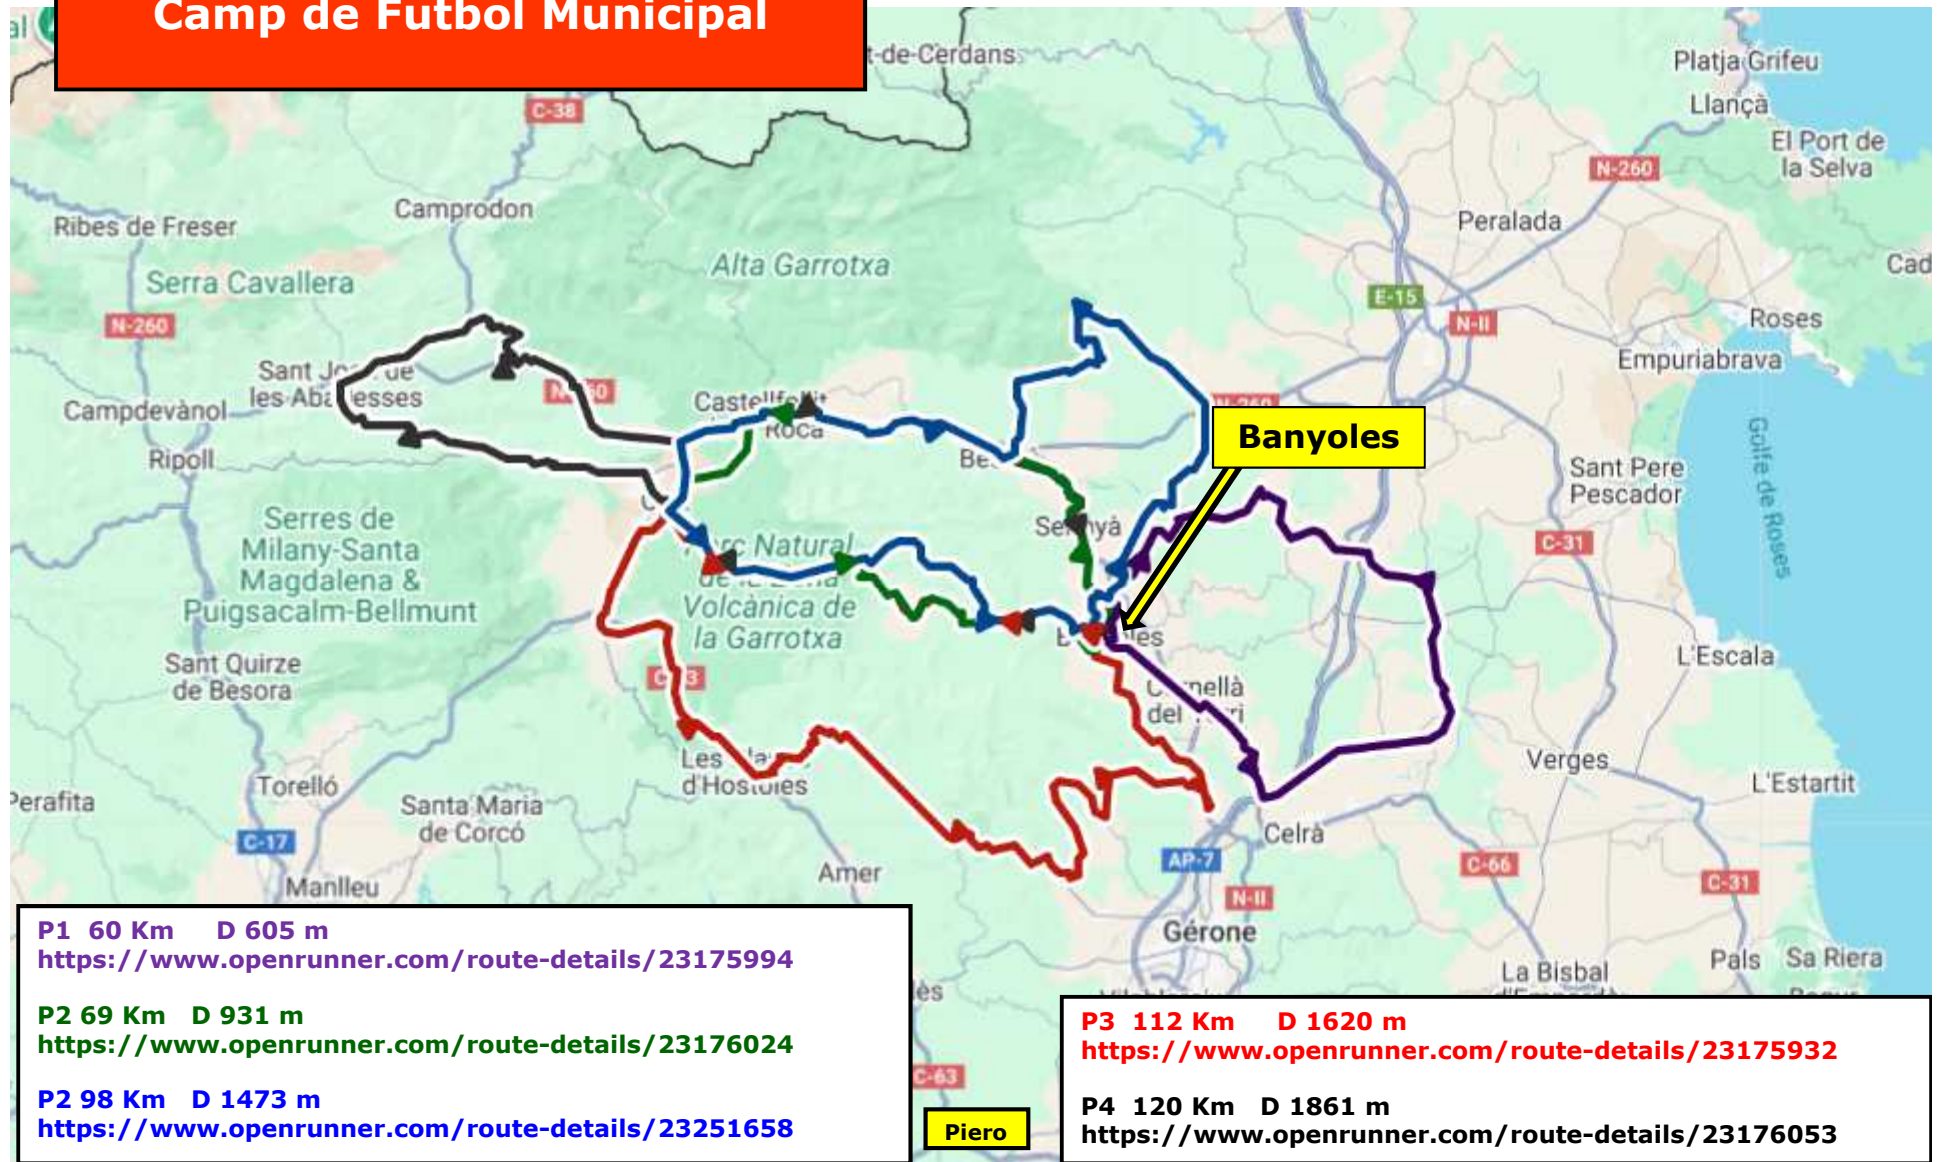 Camp de Futbol Municipal
t-de-Cerdans
Platja Grifeu
Llançà
C-38
El Port de
la Selva
N-260
Camprodon
Ribes de Freser
Peralada
Alta Garrotxa
Cad
Serra Cavallera
E-15
N-260
N-II
Roses
Empuriabrava
les
Campdevànol
Roca
Banyoles
Ripoll
Sant Pere
Pescador
Golfe de Roses
Serres de
Milany-Santa
Magdalena &
Puigsacalm-Bellmunt
C-31
Natural
Volcànica de
la Garrotxa
Sant Quirze
de Besora
L'Escala
del
Les
d'Hostoles
Verges
L'Estartit
Torelló
Perafita
Santa Maria
de Corcó
C-17
Celrà
Amer
AP-7
C-66
Manlleu
N-II
C-31
Gérone
La Bisbal
Pals
Sa Riera
C-63
P1 60 Km D 605 m
https://www.openrunner.com/route-details/23175994
P2 69 Km D 931 m
https://www.openrunner.com/route-details/23176024
P2 98 Km D 1473 m
https://www.openrunner.com/route-details/23251658
Piero
P3 112 Km D 1620 m
https://www.openrunner.com/route-details/23175932
P4 120 Km D 1861 m
https://www.openrunner.com/route-details/23176053